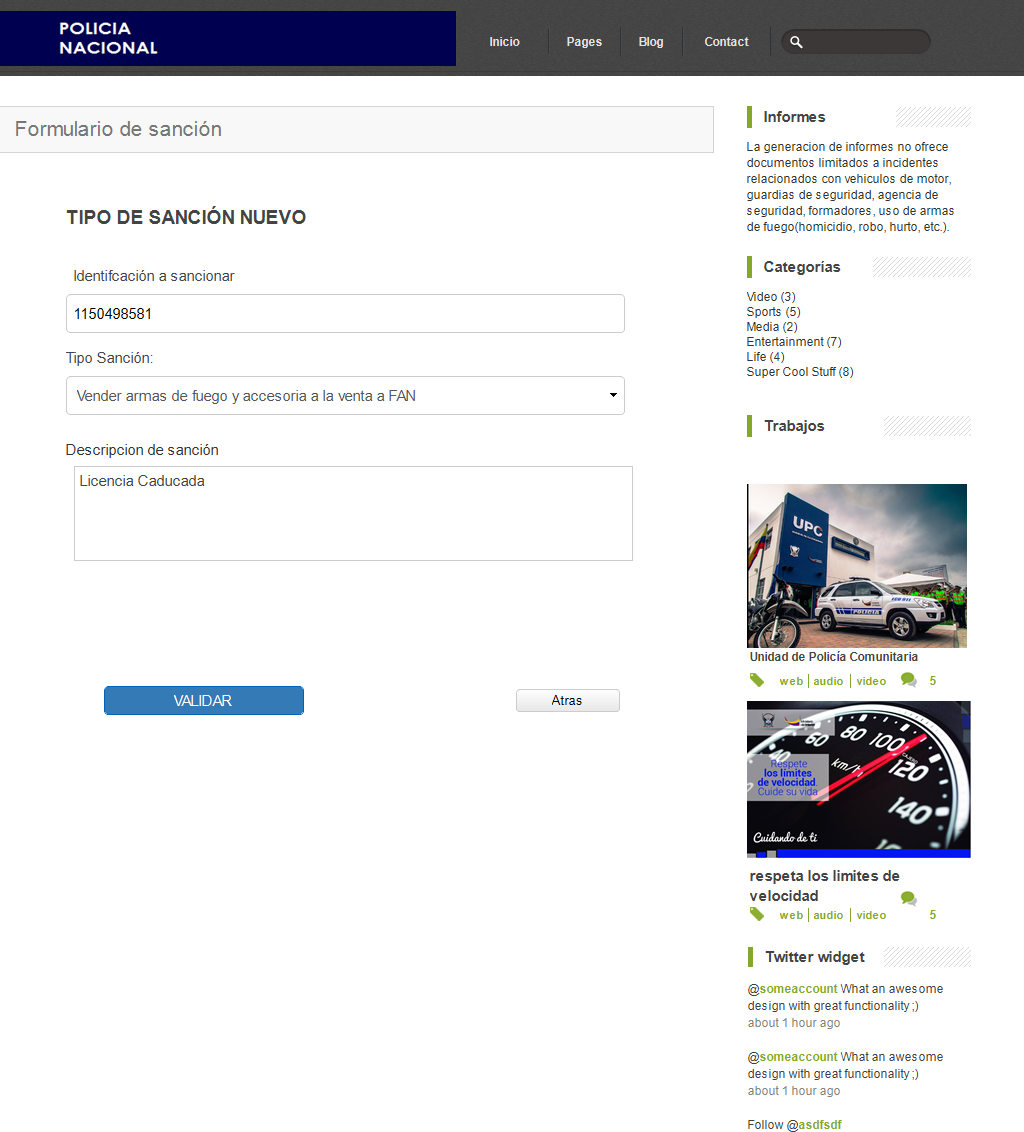 POLICIA
NACIONAL
Inicio
Pages
Blog
Contact
Formulario de sanción
TIPO DE SANCIÓN NUEVO
Identifcación a sancionar
1150498581
Tipo Sanción:
Vender armas de fuego y accesoria a la venta a FAN
Descripcion de sanción
Licencia Caducada
VALIDAR
Atras
Informes
La generacion de informes no ofrece
documentos limitados a incidentes
relacionados con vehiculos de motor,
guardias de seguridad, agencia de
seguridad, formadores, uso de armas
de fuego(homicidio, robo, hurto, etc.).
Categorías
Video (3)
Sports (5)
Media (2)
Entertainment (7)
Life (4)
Super Cool Stuff (8)
Trabajos
UPC
POLICIA
Unidad de Policía Comunitaria
web | audio | video 5
60 80 100 120 140
km/h
Respete
los límites
de velocidad.
Cuide su vida
Cuidando de ti
respeta los limites de
velocidad
web | audio | video 5
Twitter widget
@someaccount What an awesome
design with great functionality ;)
about 1 hour ago
@someaccount What an awesome
design with great functionality ;)
about 1 hour ago
Follow @asdfsdf